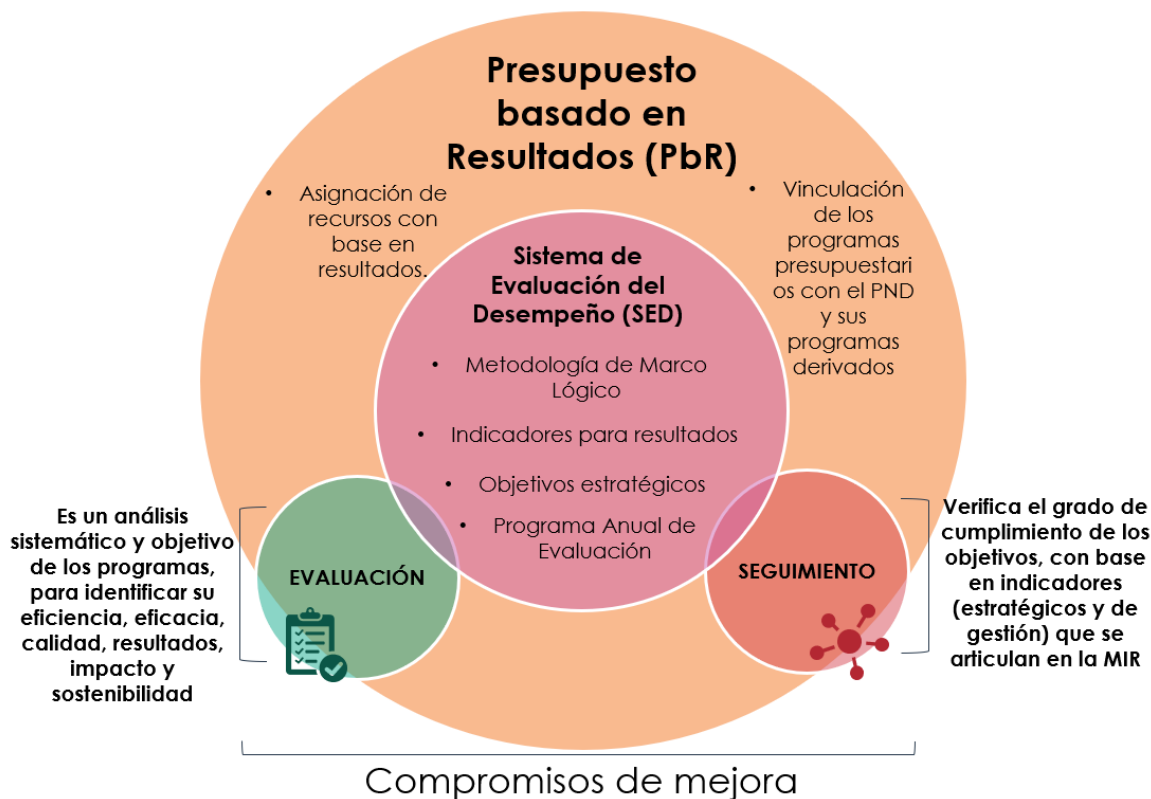 Presupuesto
basado en
Resultados (PbR)
• Asignación de
recursos con
base en
resultados.
• Vinculación
de los
programas
presupuestari
os con el PND
y sus
programas
derivados
Sistema de
Evaluación del
Desempeño (SED)
• Metodología de Marco
Lógico
• Indicadores para resultados
• Objetivos estratégicos
• Programa Anual de
Evaluación
Es un análisis
sistemático y objetivo
de los programas,
para identificar su
eficiencia, eficacia,
calidad, resultados,
impacto y
sostenibilidad
EVALUACIÓN
SEGUIMIENTO
Verifica el grado de
cumplimiento de los
objetivos, con base
en indicadores
(estratégicos y de
gestión) que se
articulan en la MIR
Compromisos de mejora